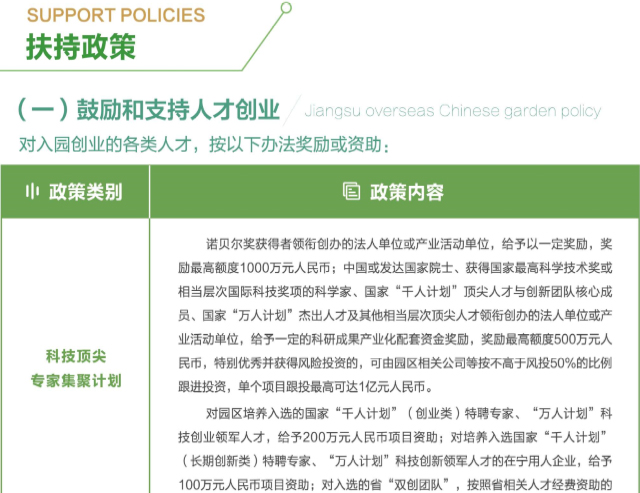 SUPPORT POLICIES
扶持政策
（一）鼓励和支持人才创业 Jiangsu overseas Chinese garden policy
对入园创业的各类人才，按以下办法奖励或资助：
政策类别 政策内容
科技顶尖
专家集聚计划
诺贝尔奖获得者领衔创办的法人单位或产业活动单位，给予以一定奖励，奖
励最高额度1000万元人民币；中国或发达国家院士、获得国家最高科学技术奖或
相当层次国际科技奖项的科学家、国家“千人计划”顶尖人才与创新团队核心成
员、国家“万人计划”杰出人才及其他相当层次顶尖人才领衔创办的法人单位或产
业活动单位，给予一定的科研成果产业化配套资金奖励，奖励最高额度500万元人
民币，特别优秀并获得风险投资的，可由园区相关公司等按不高于风投50%的比例
跟进投资，单个项目跟投最高可达1亿元人民币。
对园区培养入选的国家“千人计划”（创业类）特聘专家、“万人计划”科
技创业领军人才，给予200万元人民币项目资助；对培养入选国家“千人计划”
（长期创新类）特聘专家、“万人计划”科技创新领军人才的在宁用人企业，给予
100万元人民币项目资助；对入选的省“双创团队”，按照省相关人才经费资助的